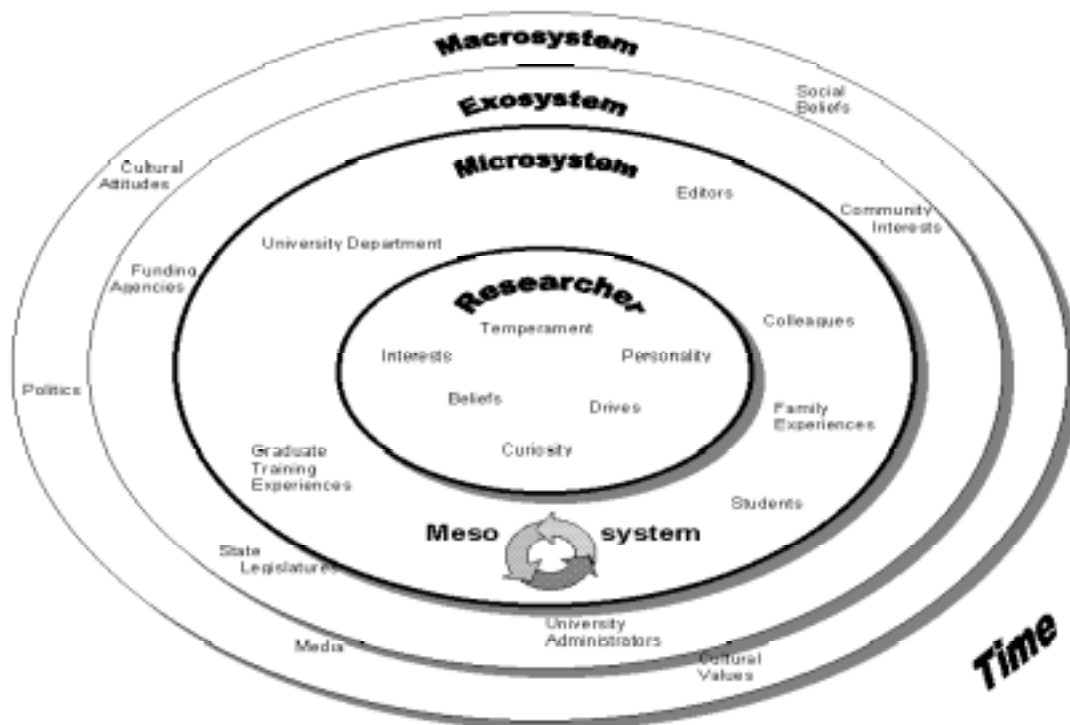 Macrosystem
Social
Beliefs
Exosystem
Microsystem
Cultural
Attitudes
Editors
Community
Interests
University Department
Funding
Agencies
Researcher
Temperament
Colleagues
Interests
Personality
Politics
Beliefs
Drives
Family
Experiences
Curiosity
Graduate
Training
Experiences
Students
Meso system
State
Legislatures
University
Administrators
Media
Cultural
Values
Time